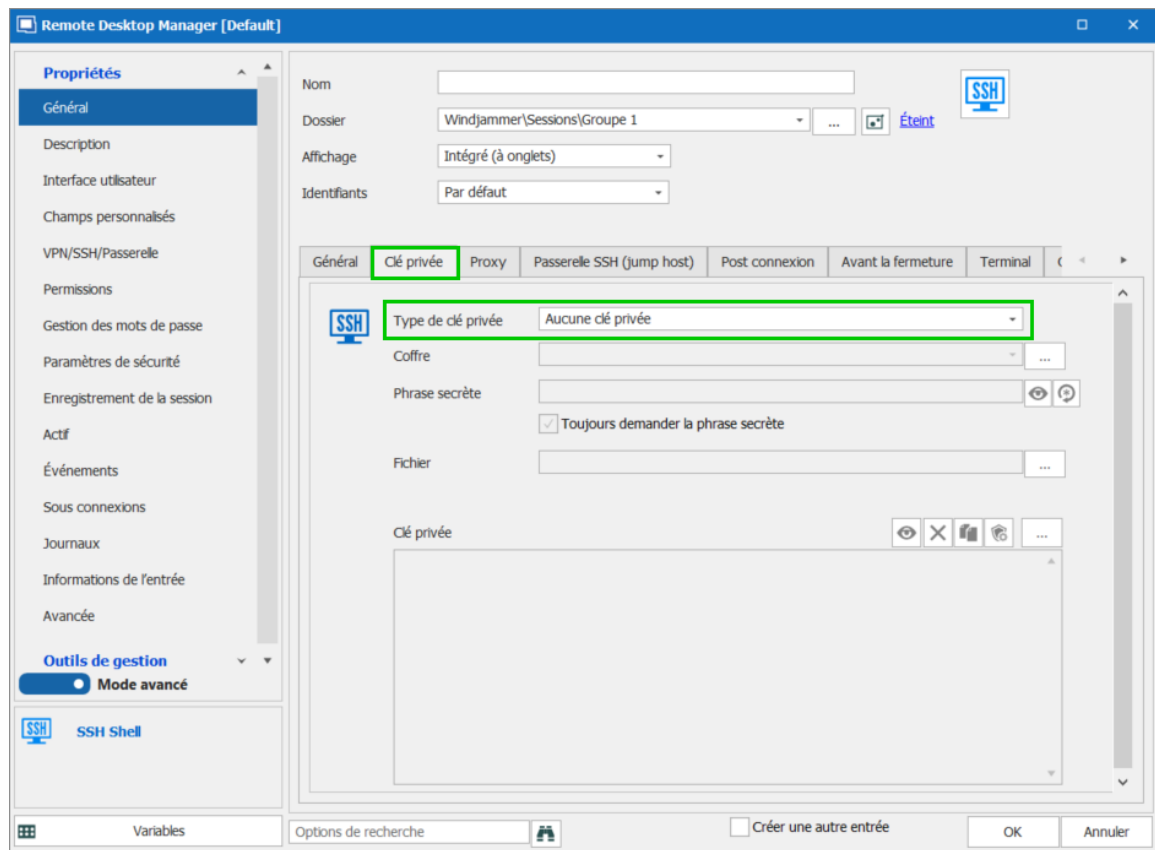 Remote Desktop Manager [Default]
Propriétés
Général
Description
Interface utilisateur
Champs personnalisés
VPN/SSH/Passerelle
Permissions
Gestion des mots de passe
Paramètres de sécurité
Enregistrement de la session
Actif
Événements
Sous connexions
Journaux
Informations de l'entrée
Avancée
Outils de gestion
Mode avancé
SSH
SSH Shell
Variables
Nom
SSH
Dossier
Windjammer\Sessions\Groupe 1
...
Éteint
Affichage
Intégré (à onglets)
Identifiants
Par défaut
Général
Clé privée
Proxy
Passerelle SSH (jump host)
Post connexion
Avant la fermeture
Terminal
SSH
Type de clé privée
Aucune clé privée
Coffre
...
Phrase secrète
Toujours demander la phrase secrète
Fichier
...
Clé privée
...
Options de recherche
Créer une autre entrée
OK
Annuler